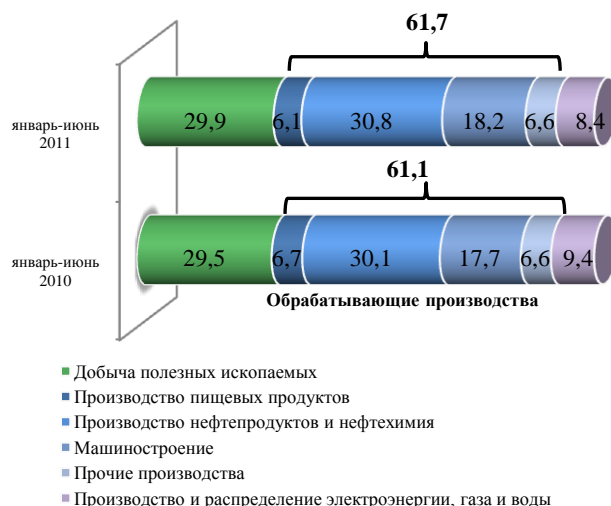 61,7
январь-июнь
2011
29,9 6,1 30,8 18,2 6,6 8,4
61,1
январь-июнь
2010
29,5 6,7 30,1 17,7 6,6 9,4
Обрабатывающие производства
Добыча полезных ископаемых
Производство пищевых продуктов
Производство нефтепродуктов и нефтехимия
Машиностроение
Прочие производства
Производство и распределение электроэнергии, газа и воды